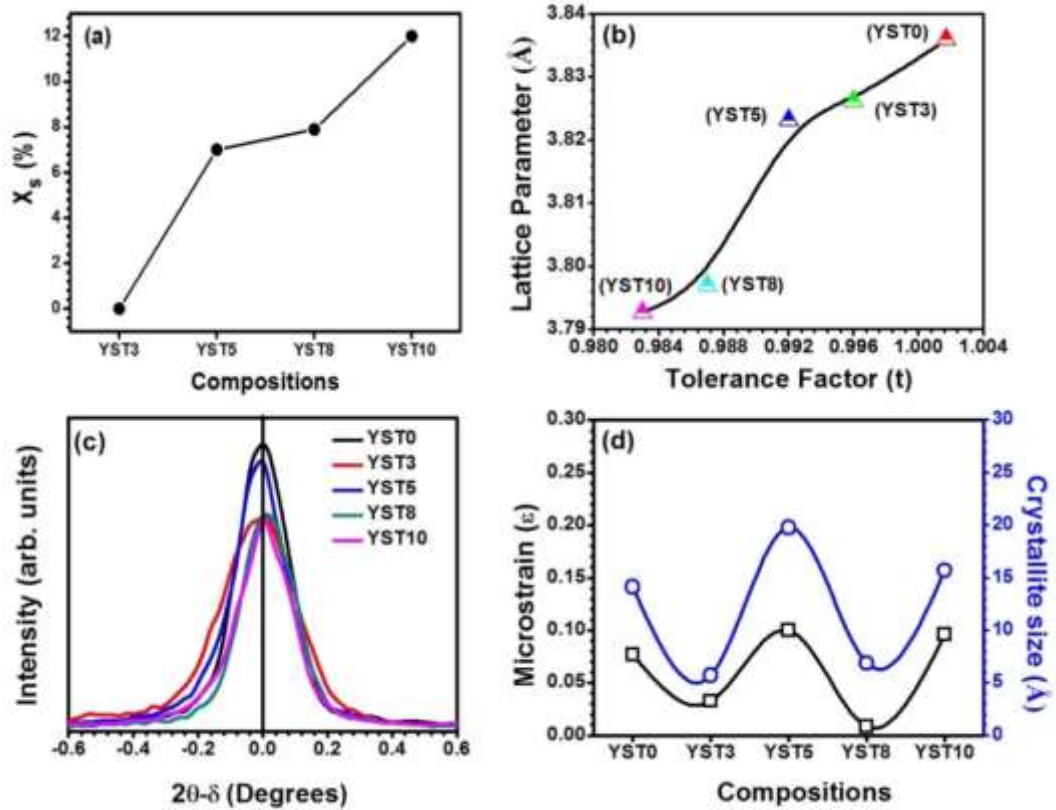 (a)
12
10
8
6
4
2
0
X_s (%)
YST3 YST5 YST8 YST10
Compositions
(b)
3.84
3.83
3.82
3.81
3.80
3.79
Lattice Parameter (Å)
(YST0)
(YST3)
(YST5)
(YST8)
(YST10)
0.980 0.984 0.988 0.992 0.996 1.000 1.004
Tolerance Factor (t)
(c)
YST0
YST3
YST5
YST8
YST10
Intensity (arb. units)
-0.6 -0.4 -0.2 0.0 0.2 0.4 0.6
2θ-δ (Degrees)
(d)
0.30
0.25
0.20
0.15
0.10
0.05
0.00
Microstrain (ε)
30
25
20
15
10
5
0
Crystallite size (Å)
YST0 YST3 YST5 YST8 YST10
Compositions